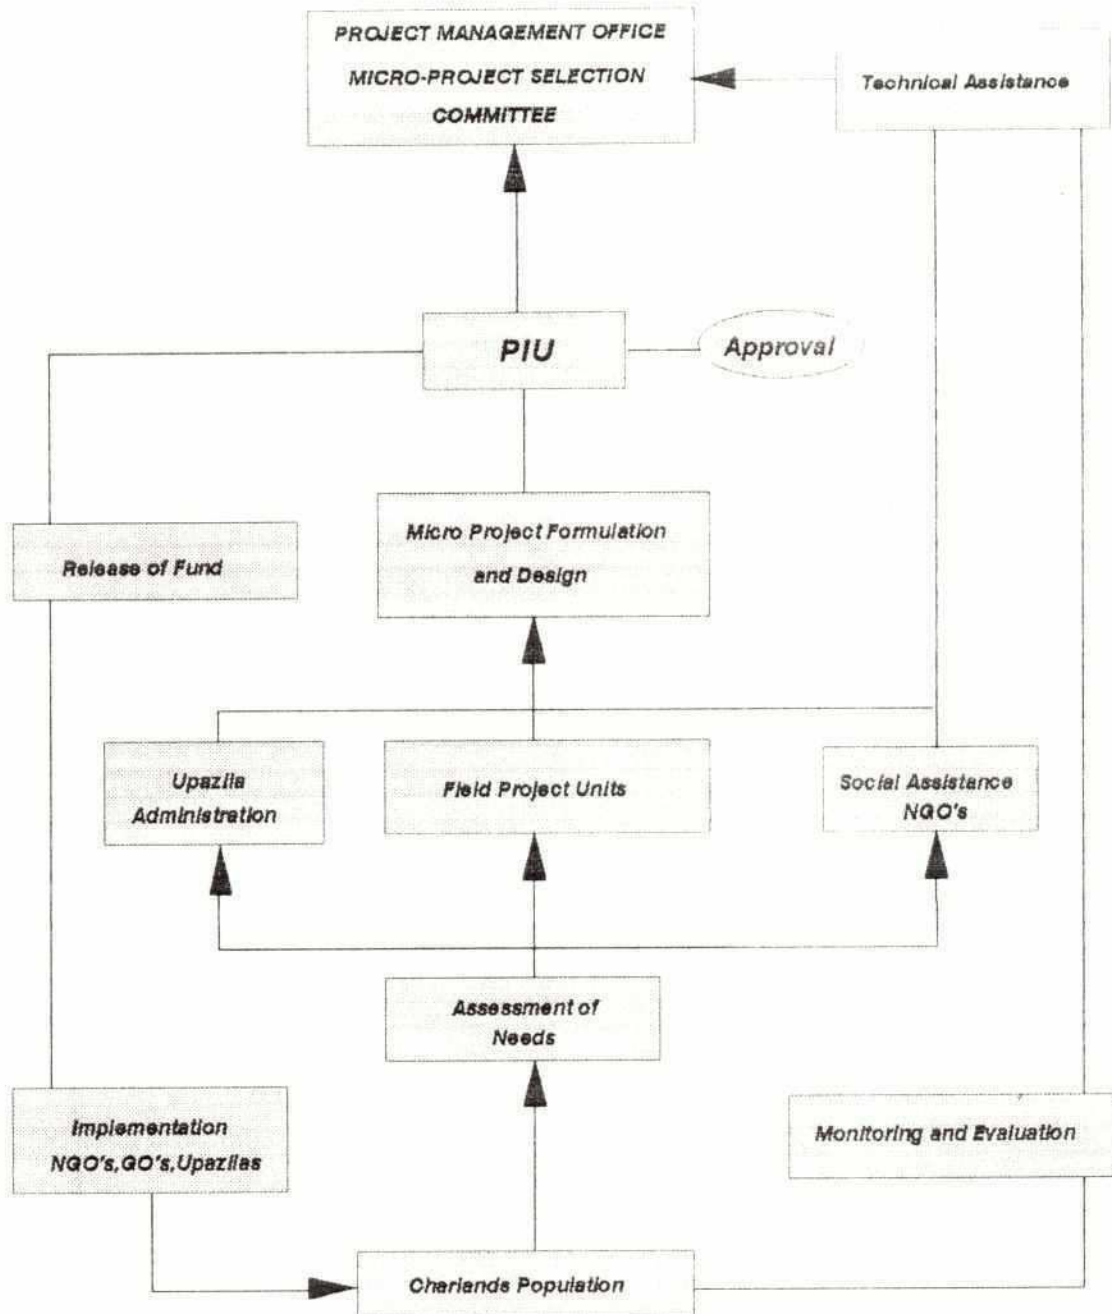 PROJECT MANAGEMENT OFFICE
MICRO-PROJECT SELECTION
COMMITTEE
Technical Assistance
PIU
Approval
Micro Project Formulation
and Design
Release of Fund
Upazila
Administration
Field Project Units
Social Assistance
NGO's
Assessment of
Needs
Implementation
NGO's,GO's,Upazilas
Monitoring and Evaluation
Charlands Population